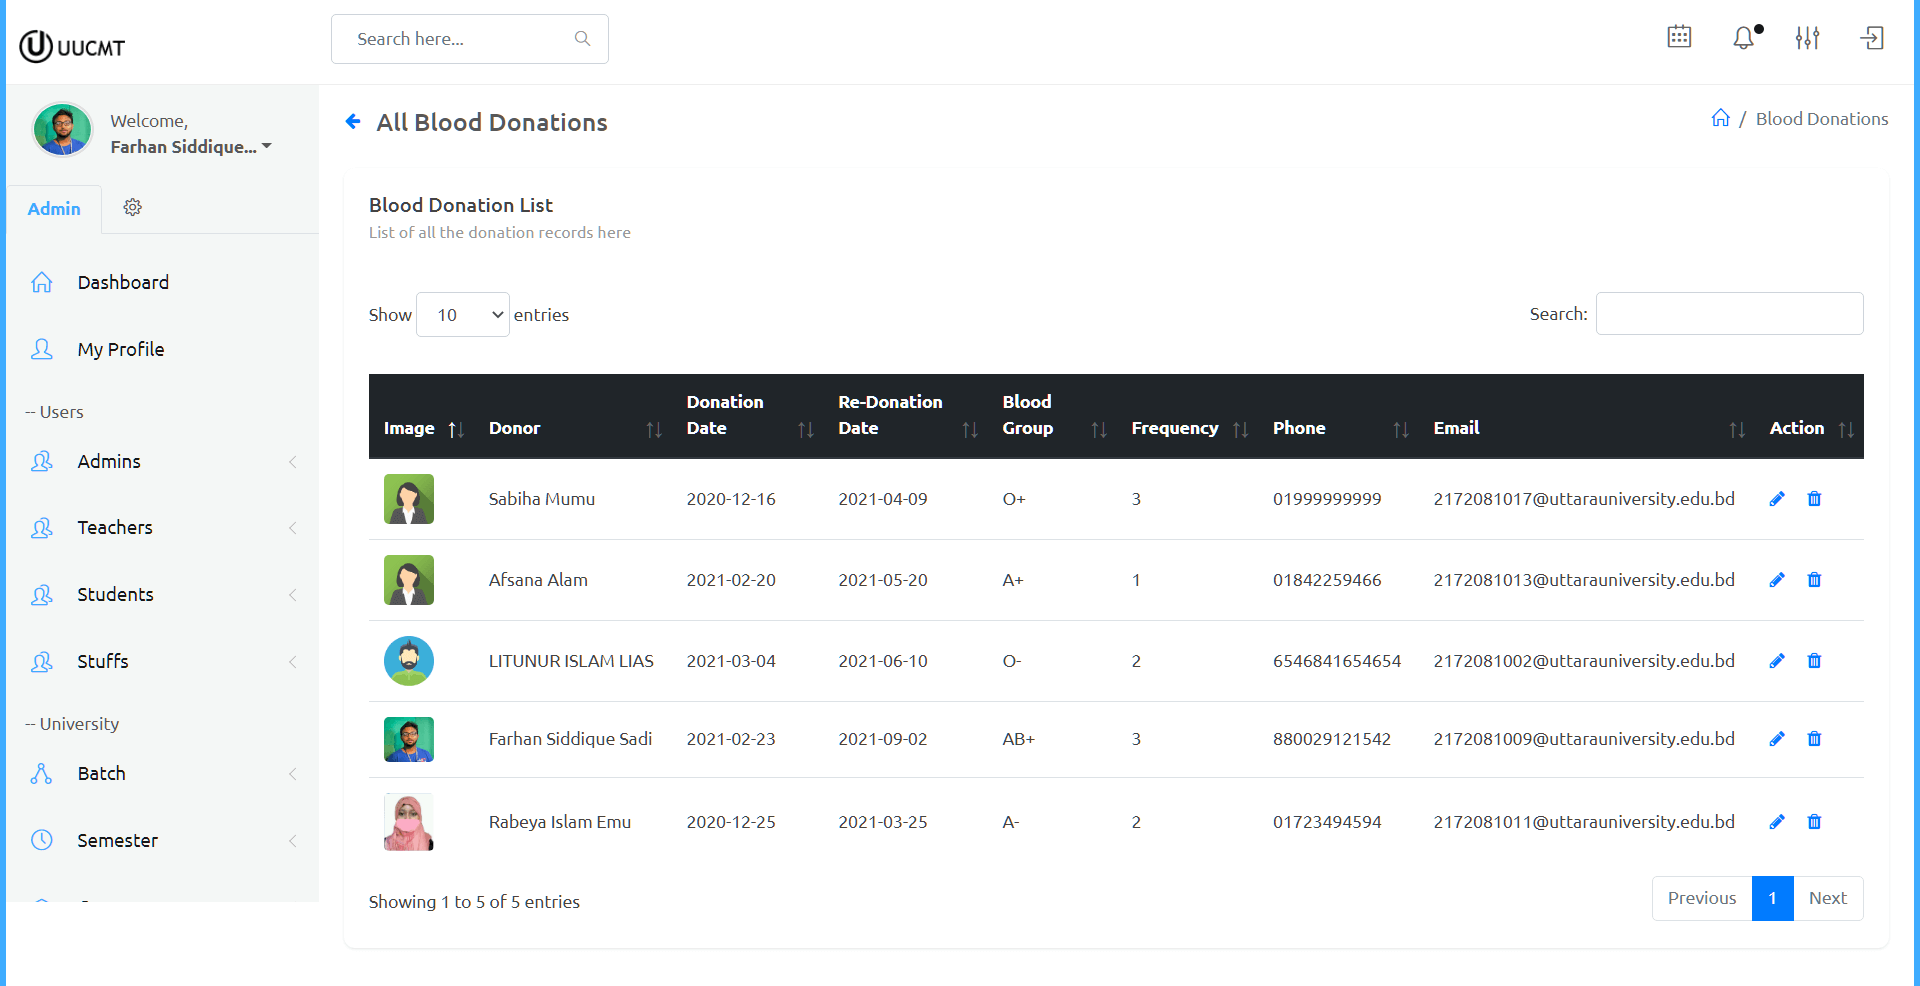 UUCMT
Search here...
Welcome,
Farhan Siddique...
Admin
Dashboard
My Profile
-- Users
Admins
Teachers
Students
Stuffs
-- University
Batch
Semester
All Blood Donations
/ Blood Donations
Blood Donation List
List of all the donation records here
Show 10 entries
Search:
Image Donor Donation Date Re-Donation Date Blood Group Frequency Phone Email Action
Sabiha Mumu 2020-12-16 2021-04-09 O+ 3 01999999999 2172081017@uttarauniversity.edu.bd
Afsana Alam 2021-02-20 2021-05-20 A+ 1 01842259466 2172081013@uttarauniversity.edu.bd
LITUNUR ISLAM LIAS 2021-03-04 2021-06-10 O- 2 6546841654654 2172081002@uttarauniversity.edu.bd
Farhan Siddique Sadi 2021-02-23 2021-09-02 AB+ 3 880029121542 2172081009@uttarauniversity.edu.bd
Rabeya Islam Emu 2020-12-25 2021-03-25 A- 2 01723494594 2172081011@uttarauniversity.edu.bd
Showing 1 to 5 of 5 entries
Previous 1 Next